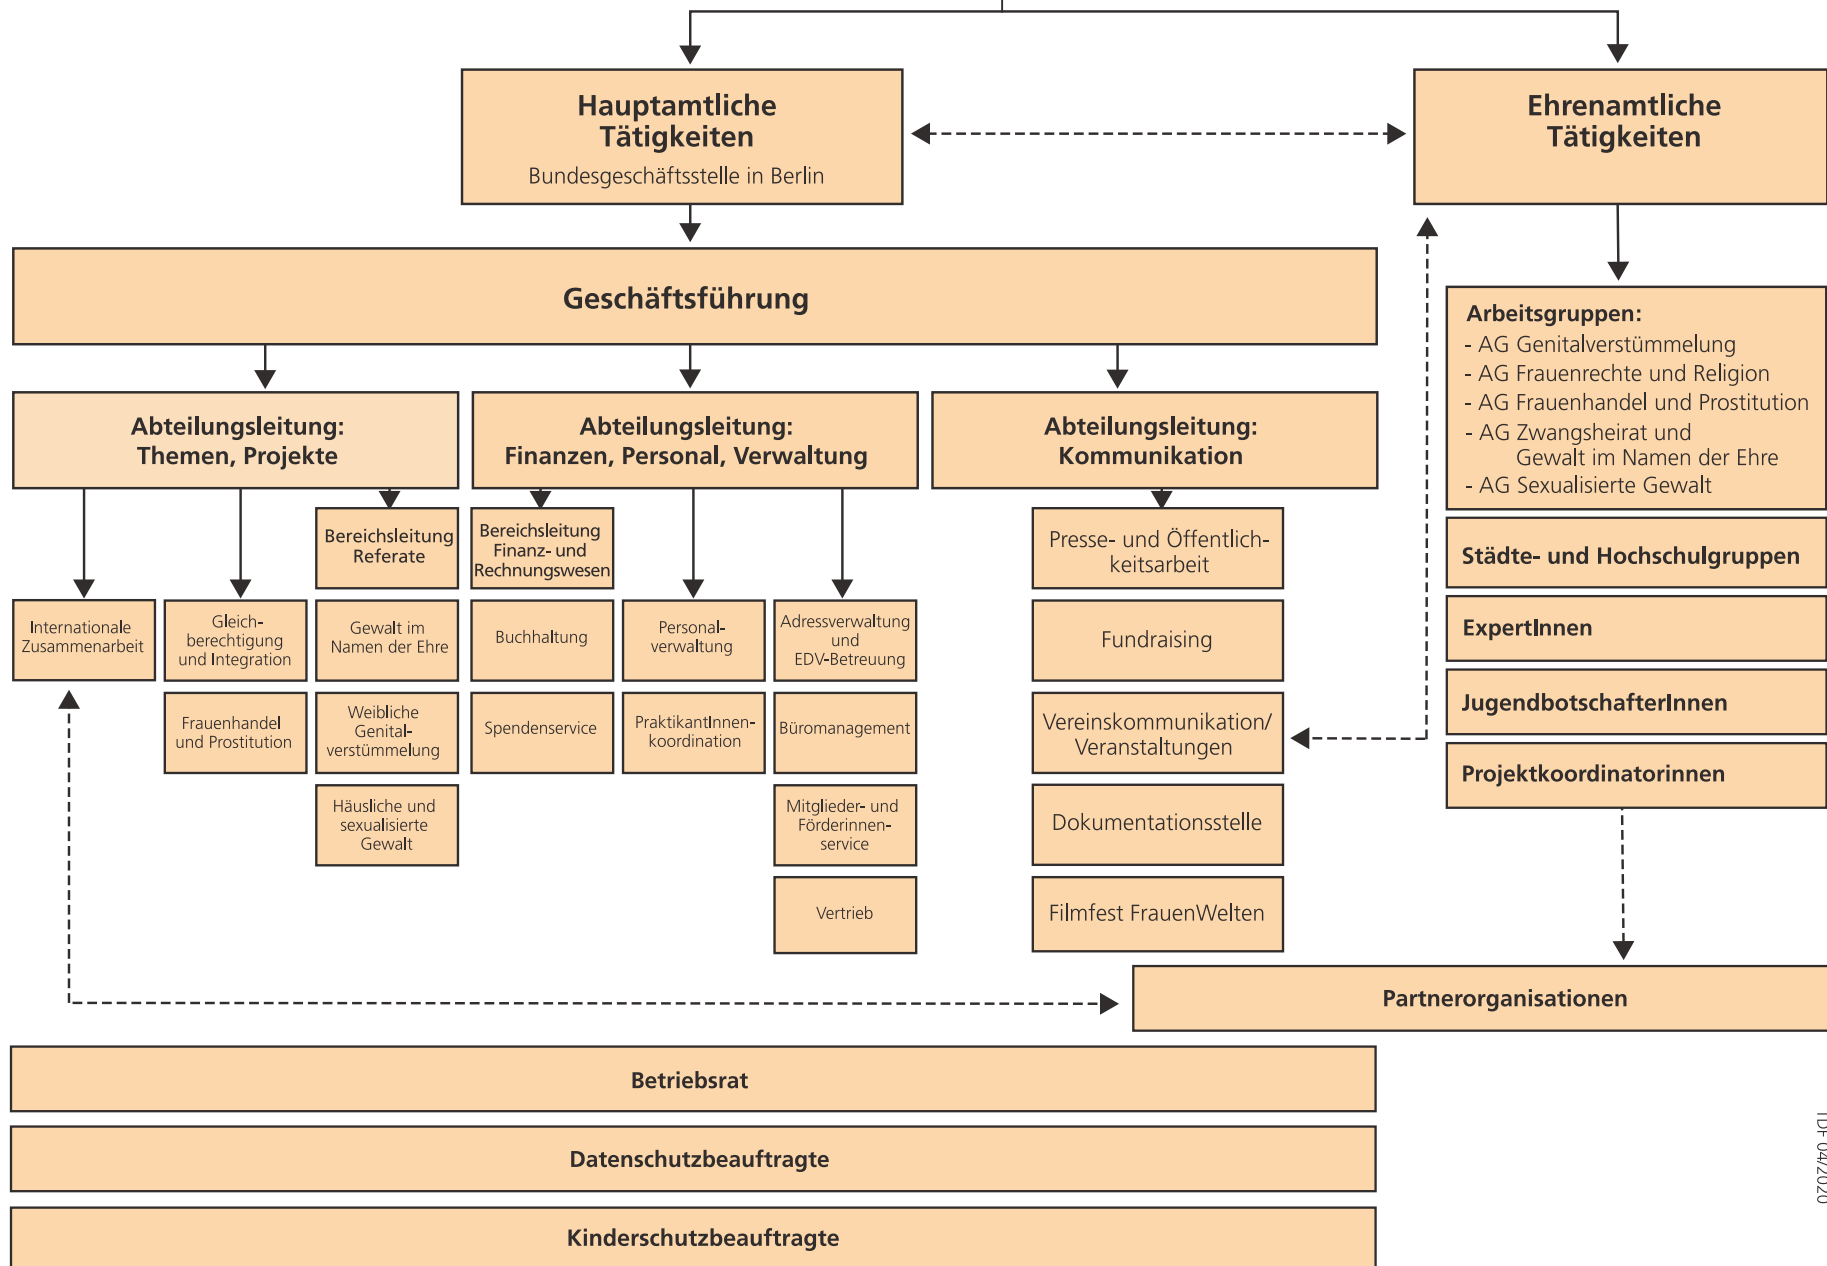 Hauptamtliche
Tätigkeiten
Bundesgeschäftsstelle in Berlin
Ehrenamtliche
Tätigkeiten
Geschäftsführung
Abteilungsleitung:
Themen, Projekte
Abteilungsleitung:
Finanzen, Personal, Verwaltung
Abteilungsleitung:
Kommunikation
Bereichsleitung
Referate
Bereichsleitung
Finanz- und
Rechnungswesen
Internationale
Zusammenarbeit
Gleich-
berechtigung
und Integration
Frauenhandel
und Prostitution
Gewalt im
Namen der Ehre
Weibliche
Genital-
verstümmelung
Häusliche und
sexualisierte
Gewalt
Buchhaltung
Spendenservice
Personal-
verwaltung
PraktikantInnen-
koordination
Adressverwaltung
und
EDV-Betreuung
Büromanagement
Mitglieder- und
Förderinnen-
service
Vertrieb
Presse- und Öffentlich-
keitsarbeit
Fundraising
Vereinskommunikation/
Veranstaltungen
Dokumentationsstelle
Filmfest FrauenWelten
Arbeitsgruppen:
- AG Genitalverstümmelung
- AG Frauenrechte und Religion
- AG Frauenhandel und Prostitution
- AG Zwangsheirat und
Gewalt im Namen der Ehre
- AG Sexualisierte Gewalt
Städte- und Hochschulgruppen
ExpertInnen
JugendbotschafterInnen
Projektkoordinatorinnen
Partnerorganisationen
Betriebsrat
Datenschutzbeauftragte
Kinderschutzbeauftragte
TDF 04/2020